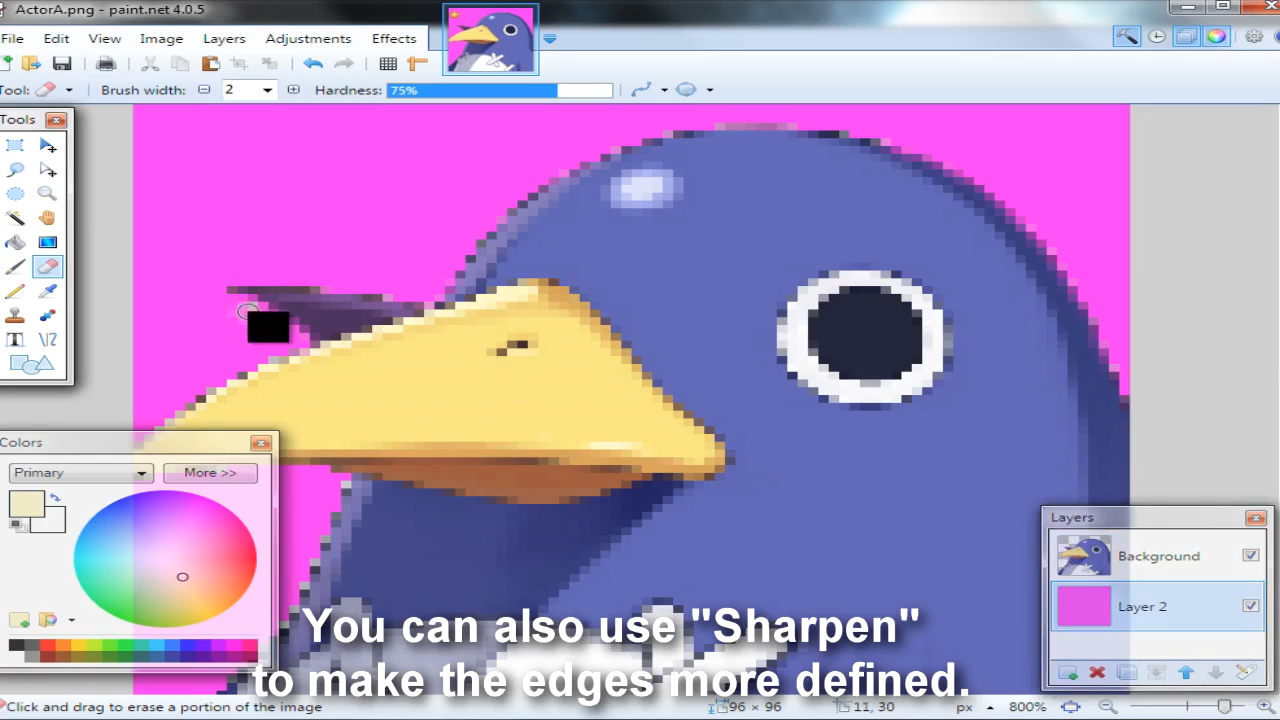 ActorA.png - paint.net 4.0.5
File Edit View Image Layers Adjustments Effects
Tool: Brush width: 2 Hardness: 75%
Tools
Colors
Primary More >>
Layers
Background
Layer 2
You can also use "Sharpen"
to make the edges more defined.
Click and drag to erase a portion of the image 96 × 96 11, 30 px 800%